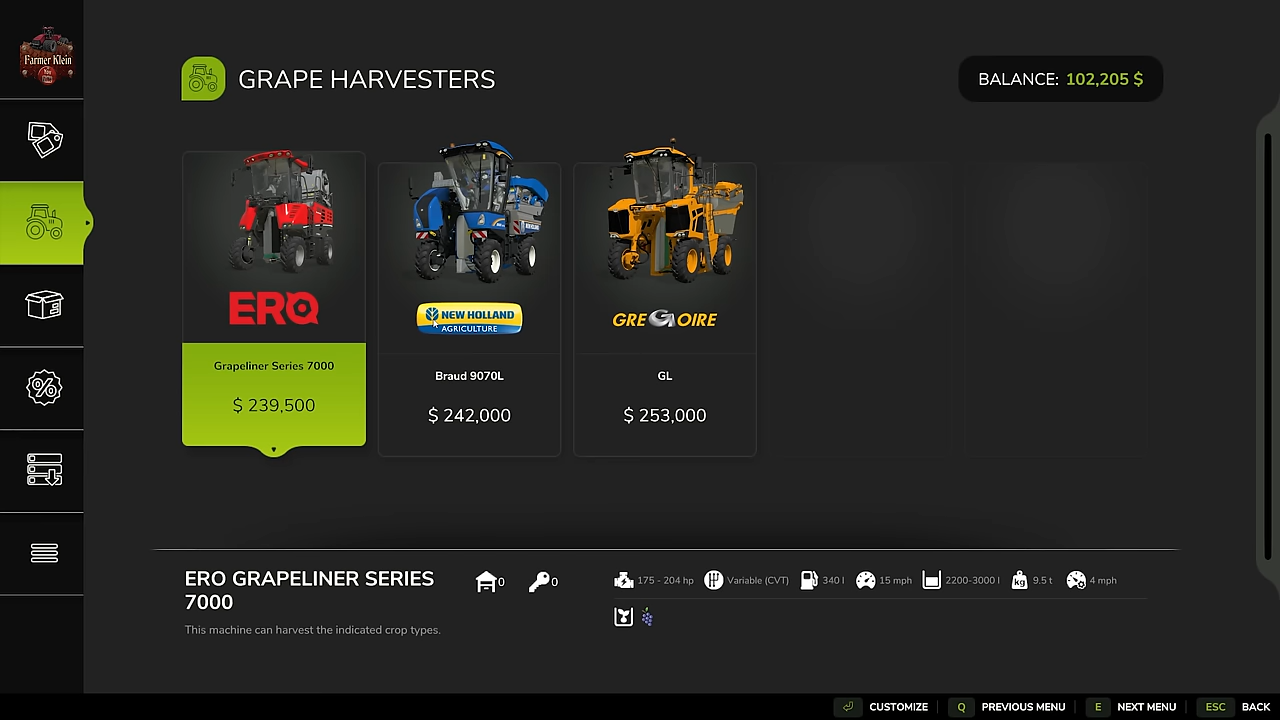 Farmer Klein
You
GRAPE HARVESTERS
BALANCE: 102,205 $
ERO
NEW HOLLAND
AGRICULTURE
GREGOIRE
Grapeliner Series 7000
$ 239,500
Braud 9070L
$ 242,000
GL
$ 253,000
ERO GRAPELINER SERIES
7000
0
0
175 - 204 hp
Variable (CVT)
340 l
15 mph
2200-3000 l
kg
9.5 t
4 mph
This machine can harvest the indicated crop types.
CUSTOMIZE
Q PREVIOUS MENU
E NEXT MENU
ESC BACK